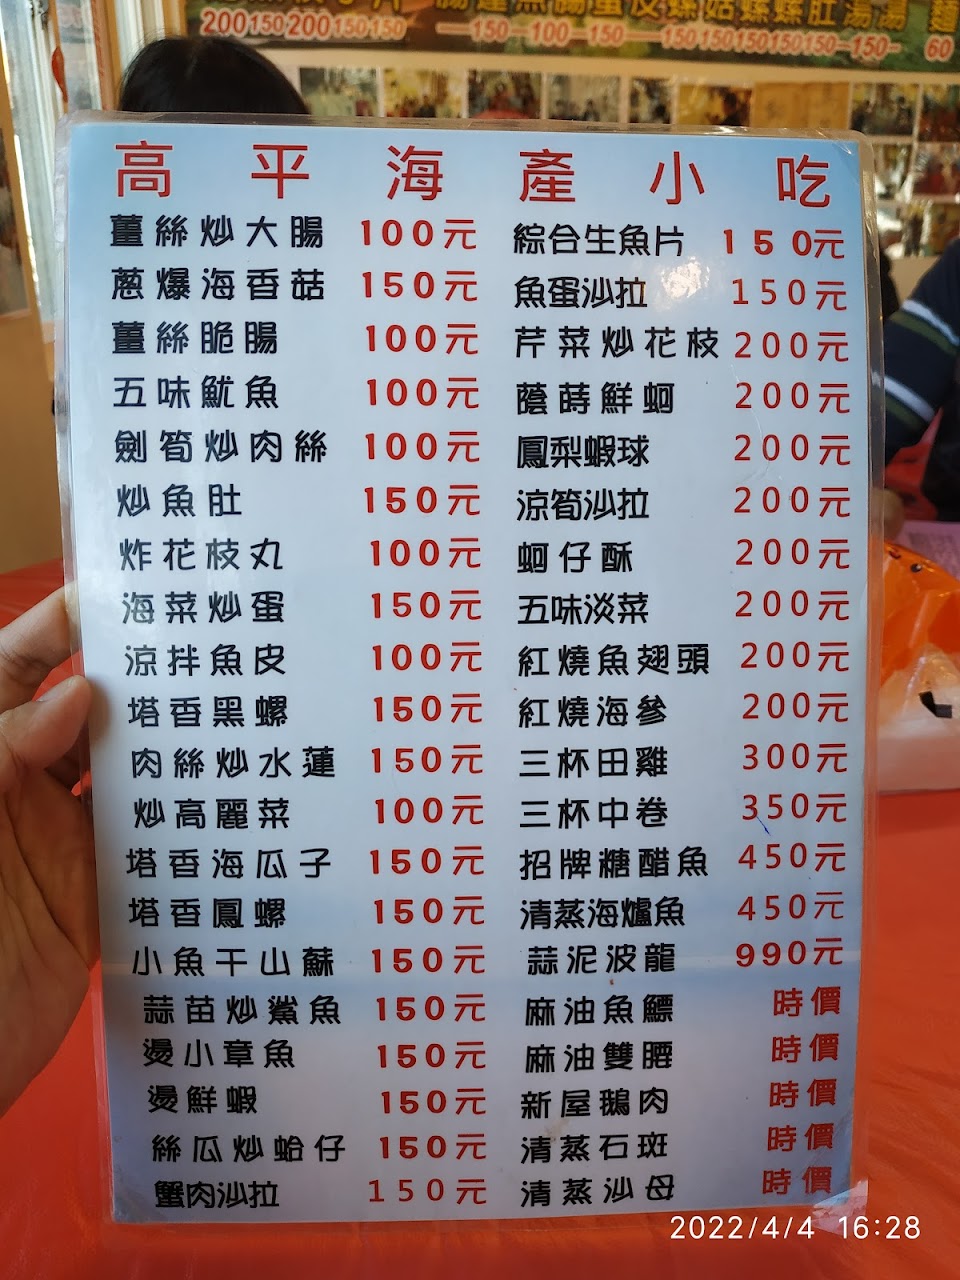 200 150 200 150 150 —150—100—150— 150 150 150 150 150—150- 60
高平海產小吃
薑絲炒大腸 100元
蔥爆海香菇 150元
薑絲脆腸 100元
五味魷魚 100元
劍筍炒肉絲 100元
炒魚肚 150元
炸花枝丸 100元
海菜炒蛋 150元
涼拌魚皮 100元
塔香黑螺 150元
肉絲炒水蓮 150元
炒高麗菜 100元
塔香海瓜子 150元
塔香鳳螺 150元
小魚干山蘇 150元
蒜苗炒鯊魚 150元
燙小章魚 150元
燙鮮蝦 150元
絲瓜炒蛤仔 150元
蟹肉沙拉 150元
綜合生魚片 150元
魚蛋沙拉 150元
芹菜炒花枝 200元
蔭蒔鮮蚵 200元
鳳梨蝦球 200元
涼筍沙拉 200元
蚵仔酥 200元
五味淡菜 200元
紅燒魚翅頭 200元
紅燒海參 200元
三杯田雞 300元
三杯中卷 350元
招牌糖醋魚 450元
清蒸海爐魚 450元
蒜泥波龍 990元
麻油魚鰾 時價
麻油雙腰 時價
新屋鵝肉 時價
清蒸石斑 時價
清蒸沙母 時價
2022/4/4 16:28